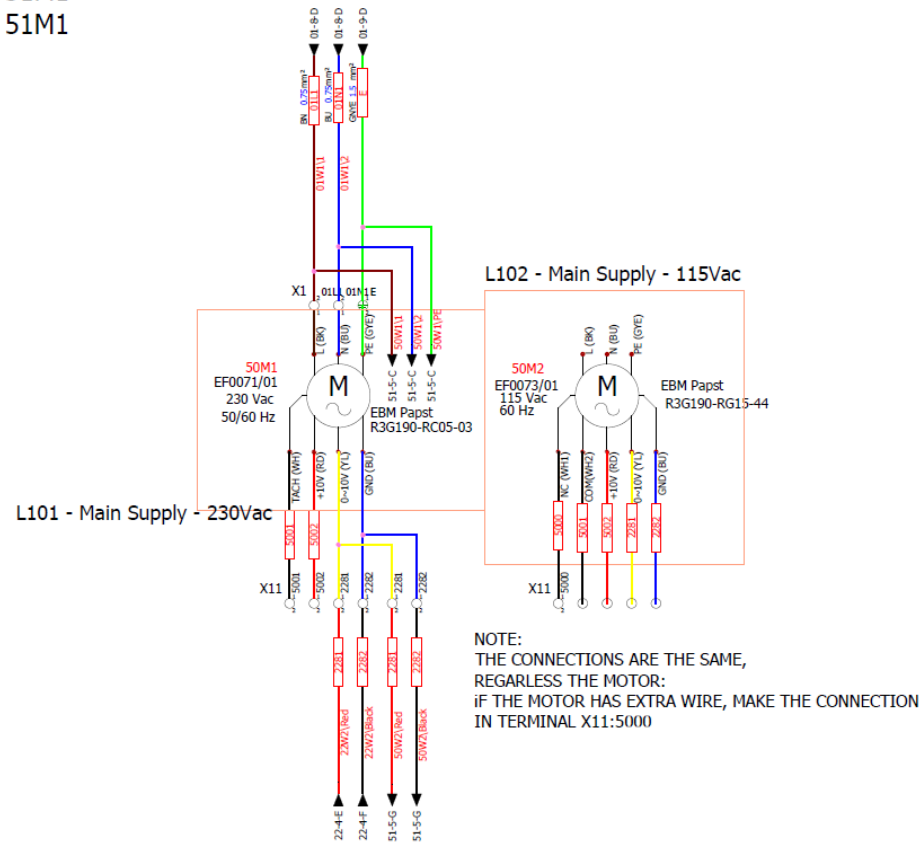 51M1
01-8-D
01-8-D
01-9-D
BN 0.75mm²
01L1
BU 0.75mm²
01N1
GNYE 1.5 mm²
E
01W1\1
01W1\2
X1
01L1
01N1
E
L (BK)
N (BU)
PE (GYE)
50W1\1
50W1\2
50W1\PE
51-5-C
51-5-C
51-5-C
50M1
EF0071/01
230 Vac
50/60 Hz
M
EBM Papst
R3G190-RC05-03
TACH (WH)
+10V (RD)
0~10V (YL)
GND (BU)
L101 - Main Supply - 230Vac
5001
5002
X11
5001
5002
2281
2282
2281
2282
2281
2282
2281
2282
22W2\Red
22W2\Black
50W2\Red
50W2\Black
22-4-E
22-4-F
51-5-G
51-5-G
L102 - Main Supply - 115Vac
L (BK)
N (BU)
PE (GYE)
50M2
EF0073/01
115 Vac
60 Hz
M
EBM Papst
R3G190-RG15-44
NC (WH1)
COM(WH2)
+10V (RD)
0~10V (YL)
GND (BU)
5000
5001
5002
2281
2282
X11
5000
NOTE:
THE CONNECTIONS ARE THE SAME,
REGARLESS THE MOTOR:
iF THE MOTOR HAS EXTRA WIRE, MAKE THE CONNECTION
IN TERMINAL X11:5000